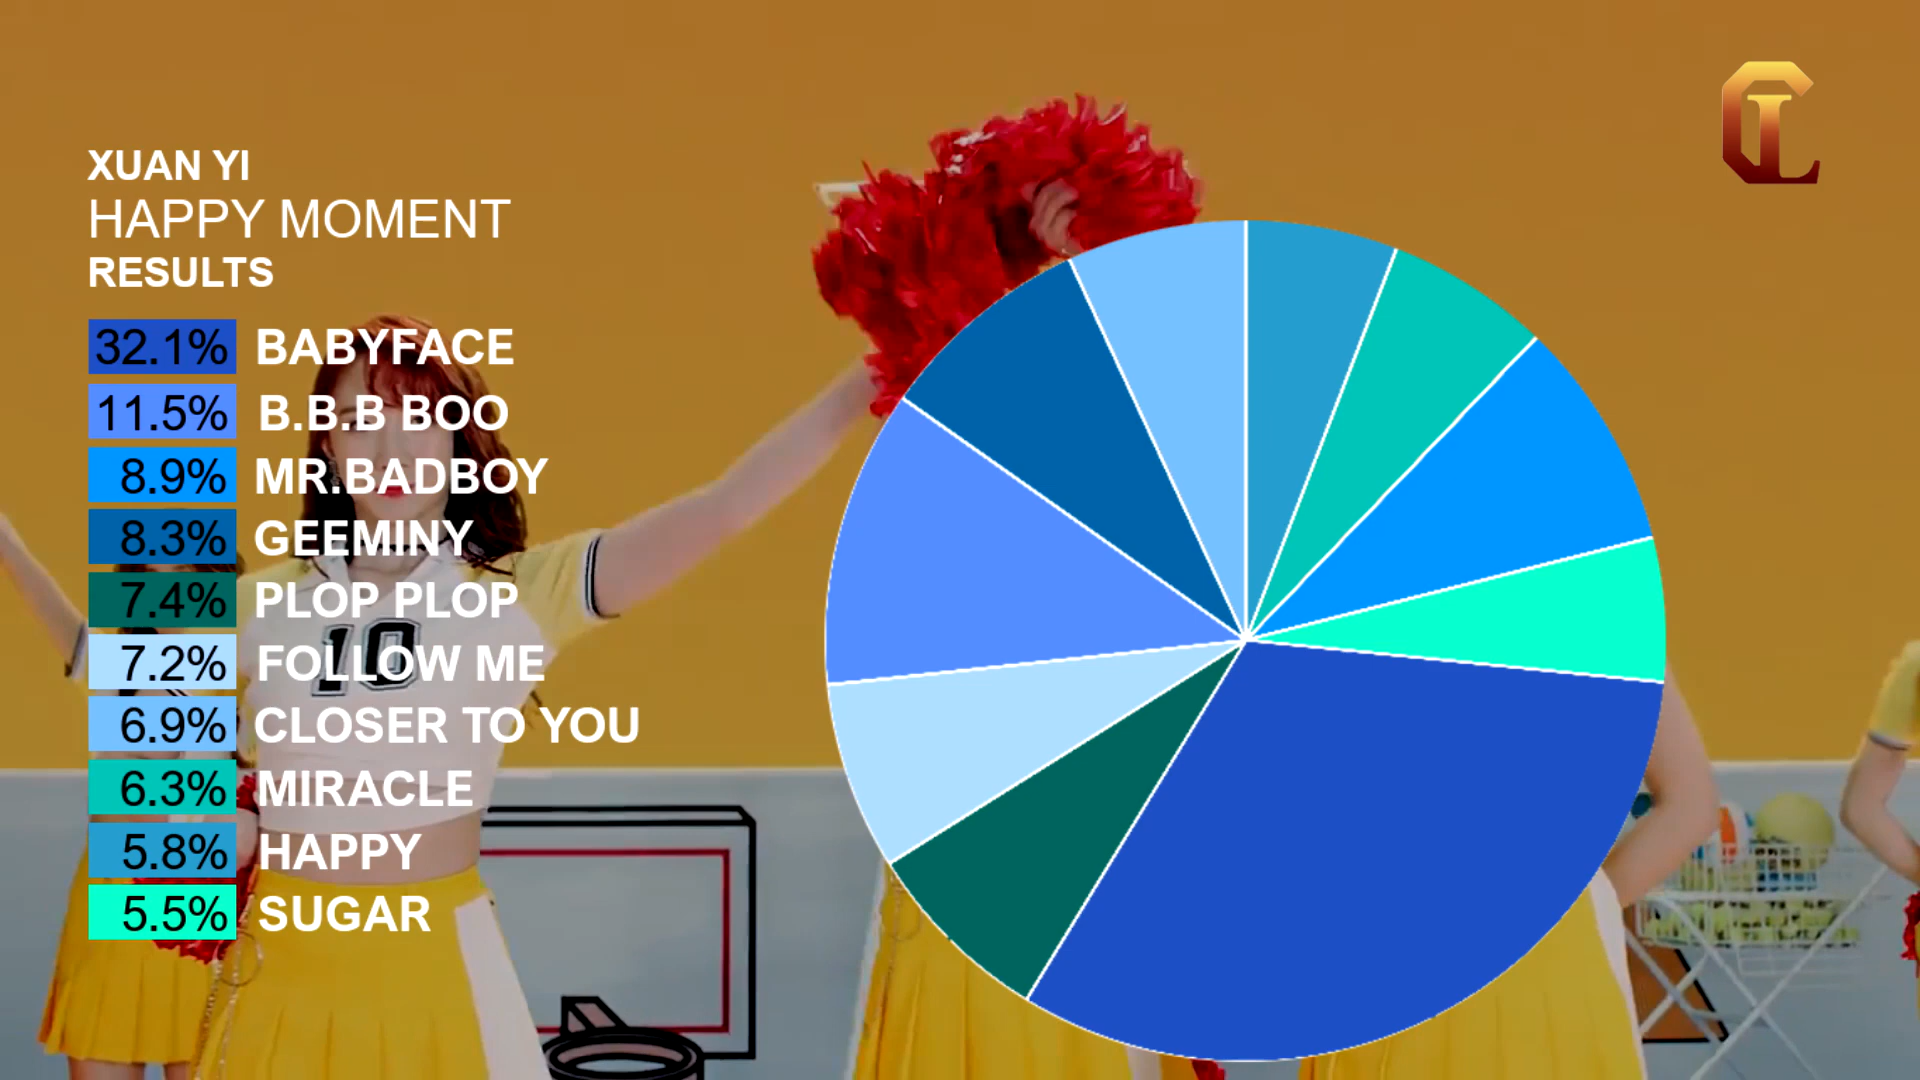 XUAN YI
HAPPY MOMENT
RESULTS
32.1% BABYFACE
11.5% B.B.B BOO
8.9% MR.BADBOY
8.3% GEEMINY
7.4% PLOP PLOP
7.2% FOLLOW ME
6.9% CLOSER TO YOU
6.3% MIRACLE
5.8% HAPPY
5.5% SUGAR
10
CL